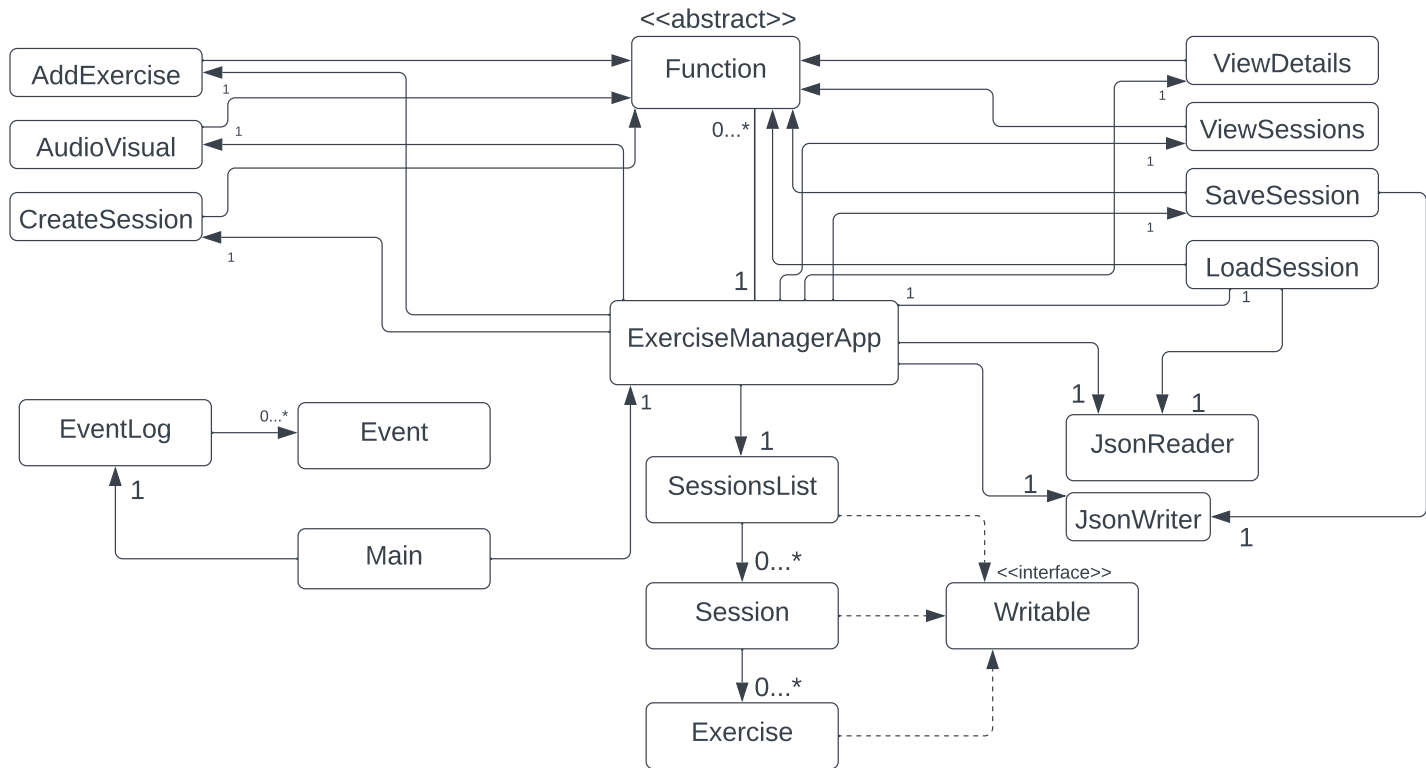 <<abstract>>
Function
AddExercise
1
AudioVisual
1
CreateSession
1
ViewDetails
1
ViewSessions
1
SaveSession
1
LoadSession
1
0...*
1
1
ExerciseManagerApp
EventLog
0...*
Event
1
1
Main
1
SessionsList
0...*
Session
0...*
Exercise
<<interface>>
Writable
1
1
JsonReader
1
JsonWriter
1